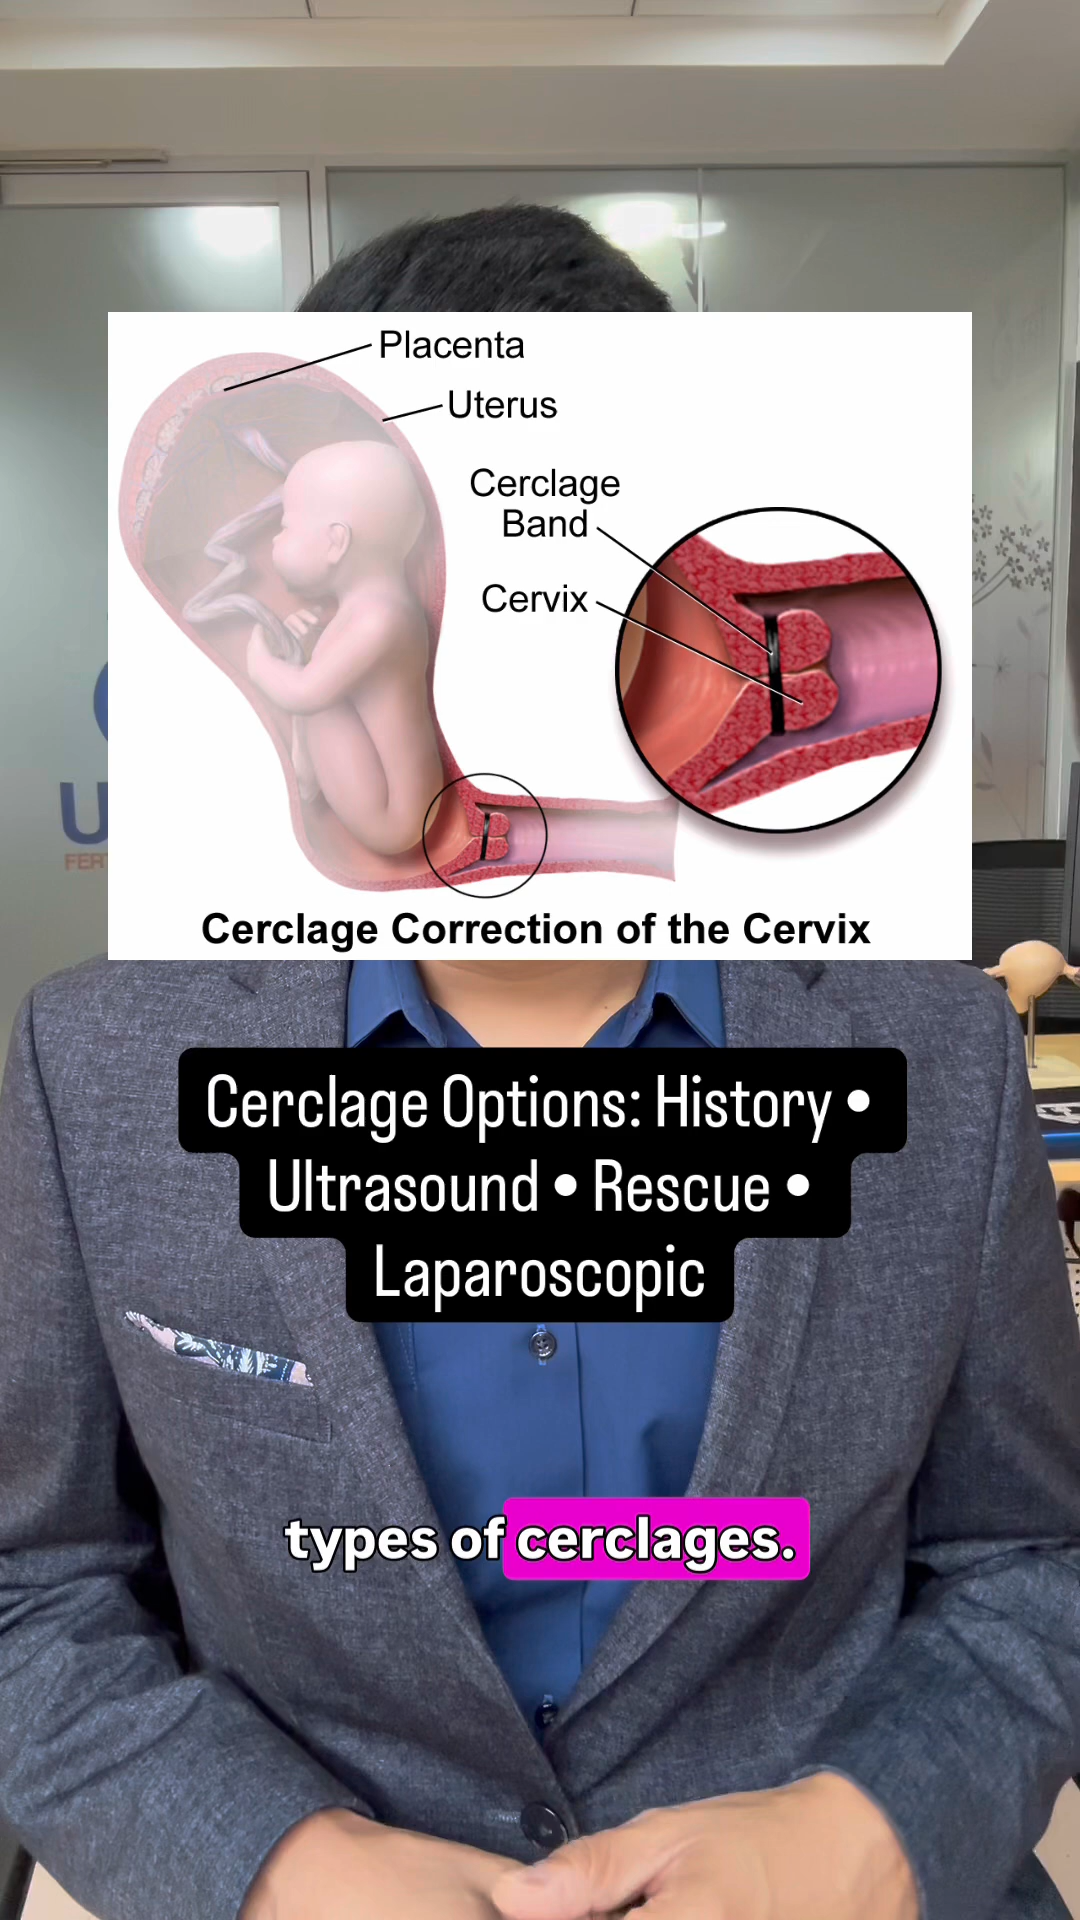 Placenta
Uterus
Cerclage
Band
Cervix
Cerclage Correction of the Cervix
Cerclage Options: History •
Ultrasound • Rescue •
Laparoscopic
types of cerclages.